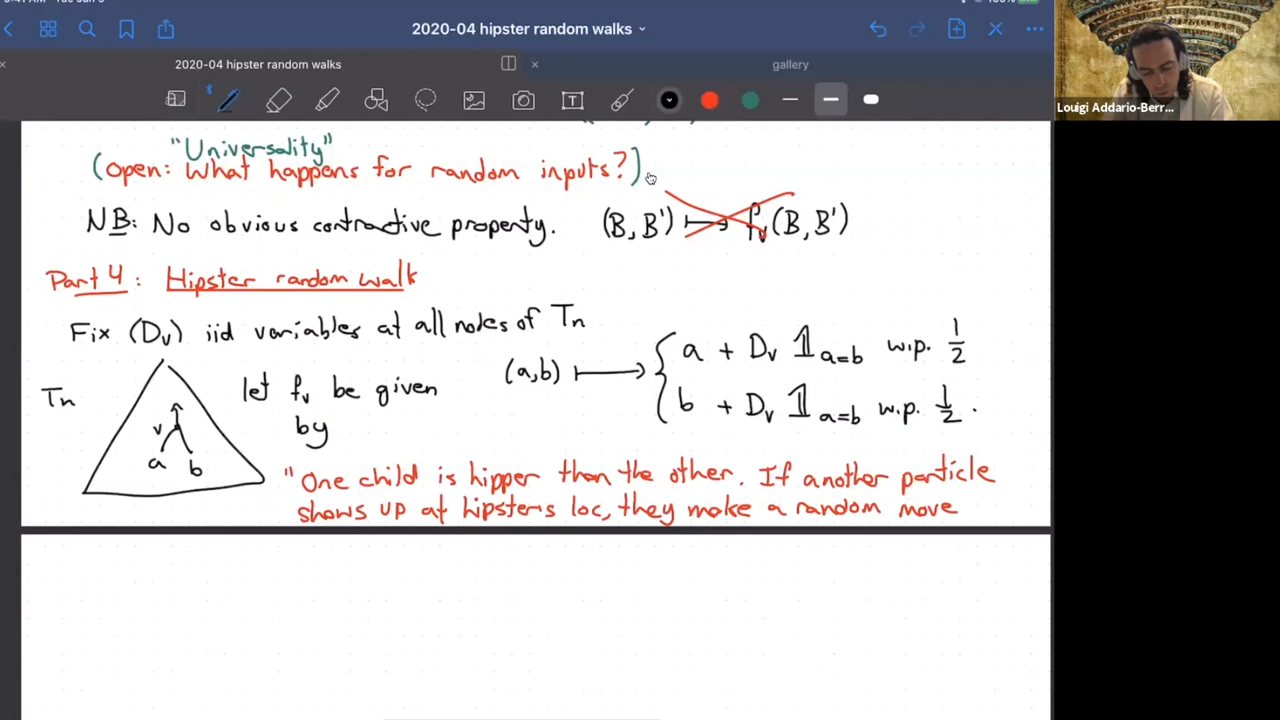 2020-04 hipster random walks
2020-04 hipster random walks
gallery
Louigi Addario-Berr...
"Universality"
(Open: What happens for random inputs?)
NB: No obvious contractive property. (B, B') ↦ f_v(B, B')
Part 4: Hipster random walk
Fix (D_v) iid variables at all nodes of T_n
T_n
let f_v be given
by
(a,b) ⟼ { a + D_v 𝟙_{a=b} w.p. 1/2
b + D_v 𝟙_{a=b} w.p. 1/2.
v
a b
"One child is hipper than the other. If another particle
shows up at hipster's loc, they make a random move